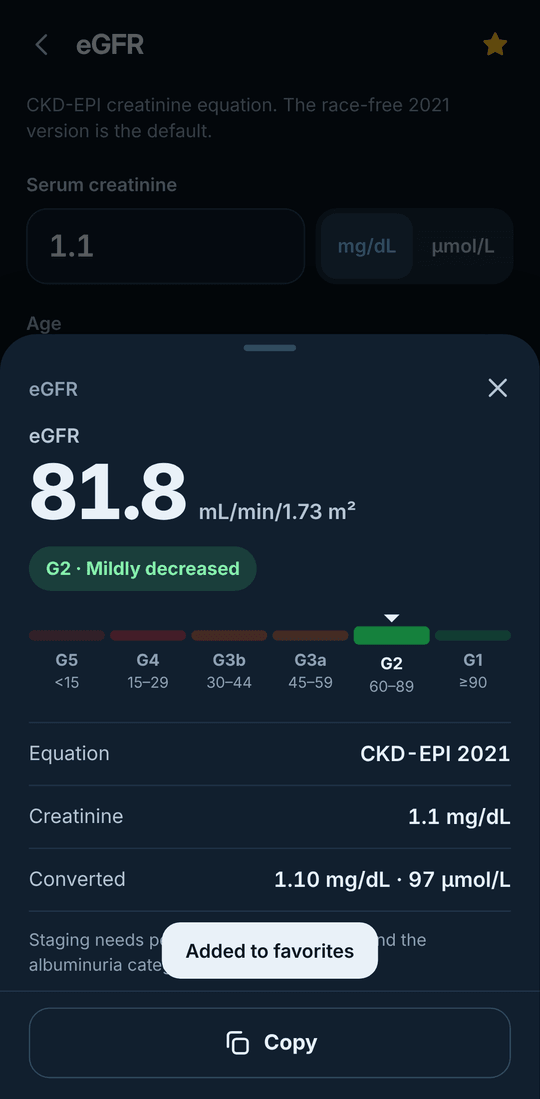 eGFR
CKD-EPI creatinine equation. The race-free 2021
version is the default.
Serum creatinine
1.1
mg/dL
μmol/L
Age
eGFR
eGFR
81.8 mL/min/1.73 m²
G2 · Mildly decreased
G5 G4 G3b G3a G2 G1
<15 15–29 30–44 45–59 60–89 ≥90
Equation CKD-EPI 2021
Creatinine 1.1 mg/dL
Converted 1.10 mg/dL · 97 μmol/L
Staging needs the
albuminuria
Added to favorites
Copy